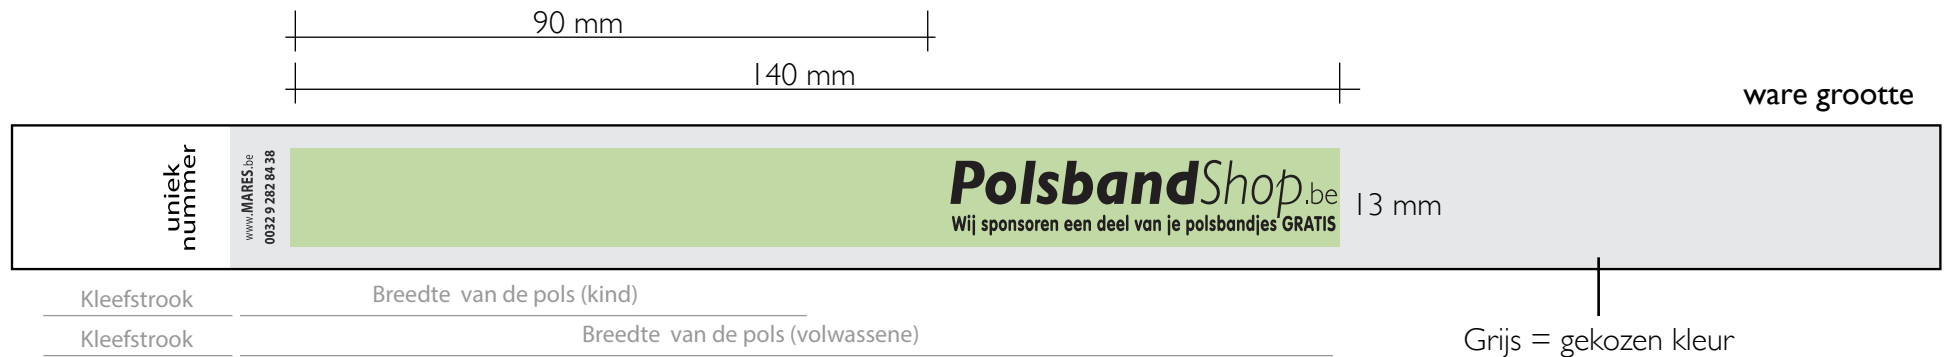 90 mm
140 mm
ware grootte
uniek
nummer
www.MARES.be
0032 9 282 84 38
PolsbandShop.be
Wij sponsoren een deel van je polsbandjes GRATIS
13 mm
Kleefstrook
Breedte van de pols (kind)
Kleefstrook
Breedte van de pols (volwassene)
Grijs = gekozen kleur